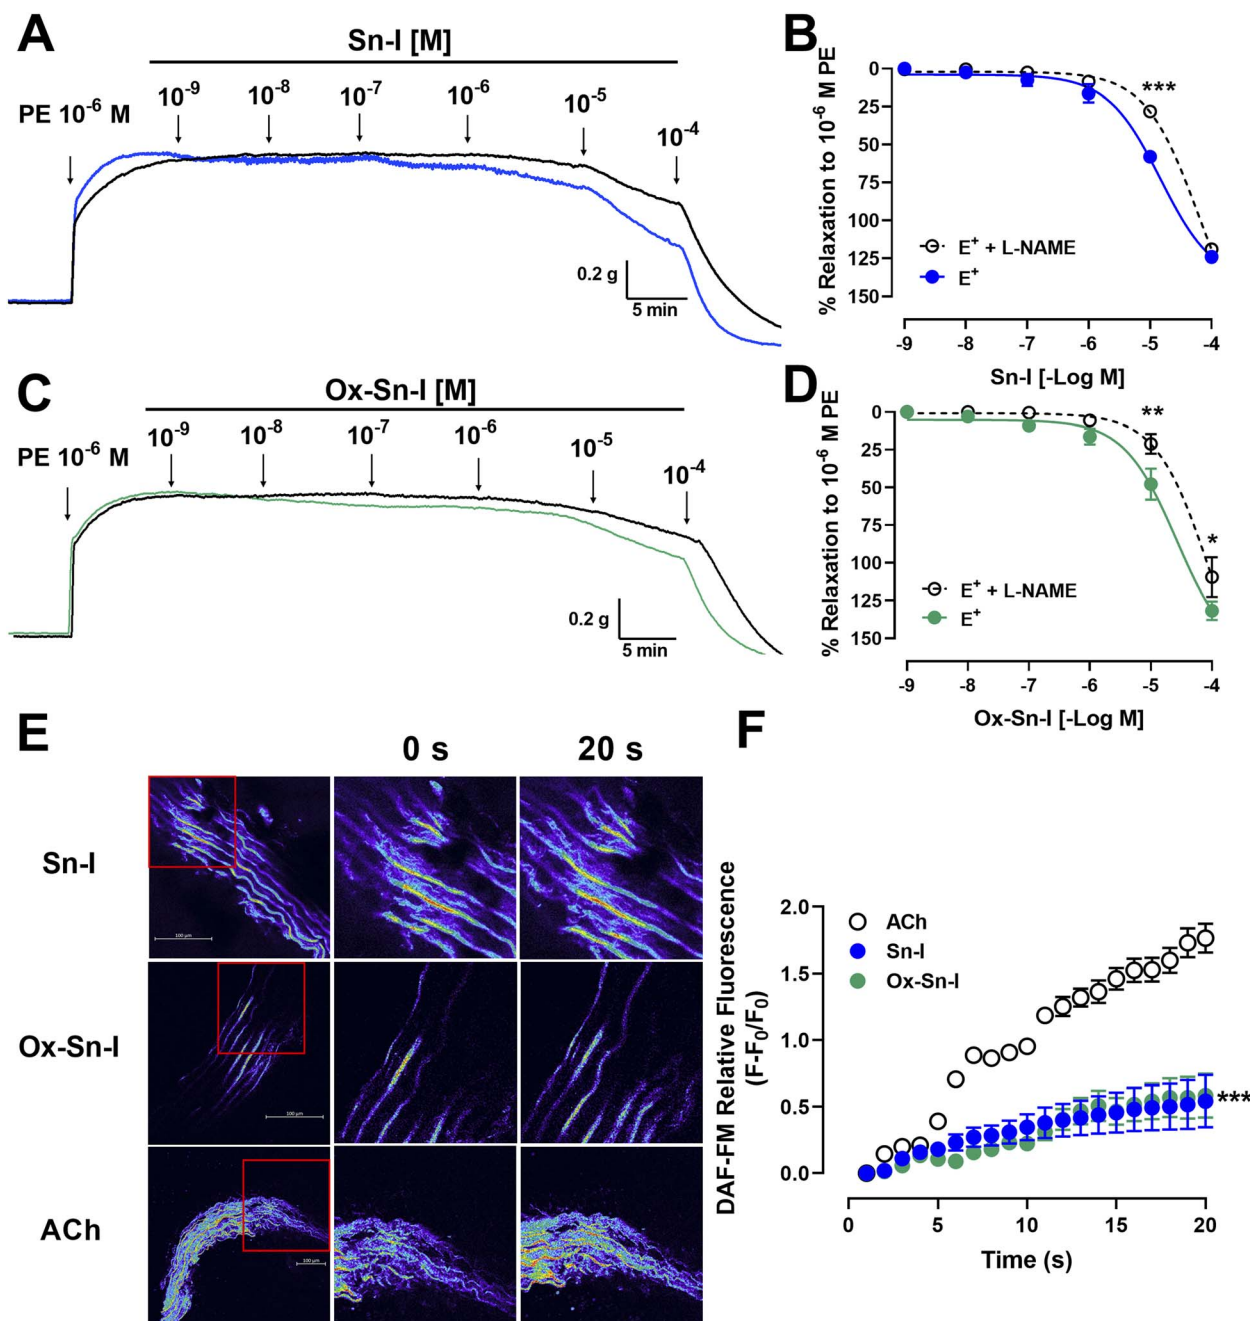 A
Sn-I [M]
PE 10⁻⁶ M
10⁻⁹
10⁻⁸
10⁻⁷
10⁻⁶
10⁻⁵
10⁻⁴
0.2 g
5 min
B
% Relaxation to 10⁻⁶ M PE
0
25
50
75
100
125
150
***
E⁺ + L-NAME
E⁺
-9
-8
-7
-6
-5
-4
Sn-I [-Log M]
C
Ox-Sn-I [M]
PE 10⁻⁶ M
10⁻⁹
10⁻⁸
10⁻⁷
10⁻⁶
10⁻⁵
10⁻⁴
0.2 g
5 min
D
% Relaxation to 10⁻⁶ M PE
0
25
50
75
100
125
150
**
*
E⁺ + L-NAME
E⁺
-9
-8
-7
-6
-5
-4
Ox-Sn-I [-Log M]
E
0 s
20 s
Sn-I
100 µm
Ox-Sn-I
100 µm
ACh
100 µm
F
DAF-FM Relative Fluorescence
(F-F₀/F₀)
2.0
1.5
1.0
0.5
0.0
ACh
Sn-I
Ox-Sn-I
***
0
5
10
15
20
Time (s)